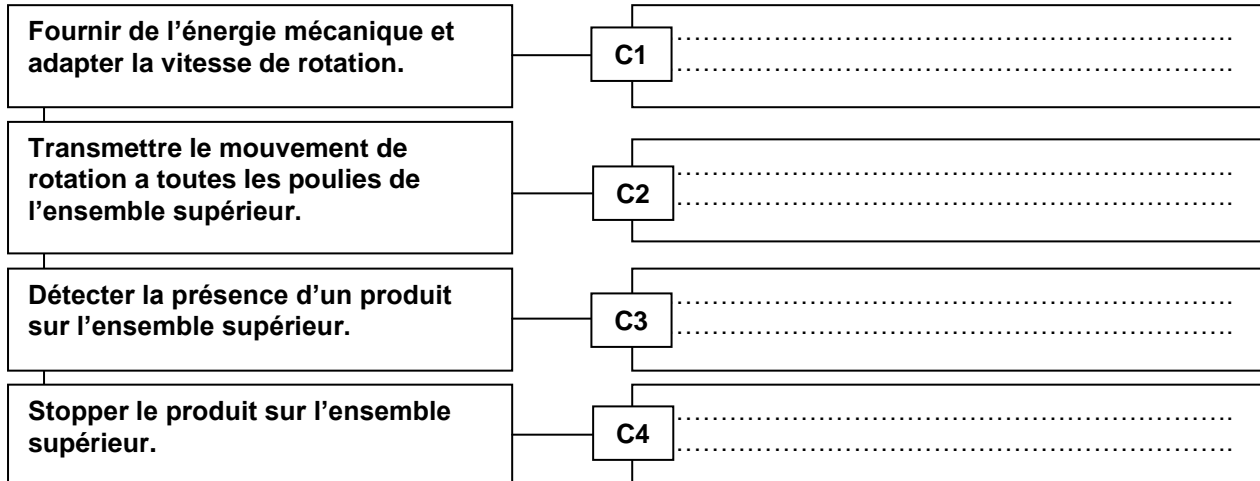 Fournir de l’énergie mécanique et
adapter la vitesse de rotation.
C1
……………………………………………………….
……………………………………………………….
Transmettre le mouvement de
rotation a toutes les poulies de
l’ensemble supérieur.
C2
……………………………………………………….
……………………………………………………….
Détecter la présence d’un produit
sur l’ensemble supérieur.
C3
……………………………………………………….
……………………………………………………….
Stopper le produit sur l’ensemble
supérieur.
C4
……………………………………………………….
……………………………………………………….